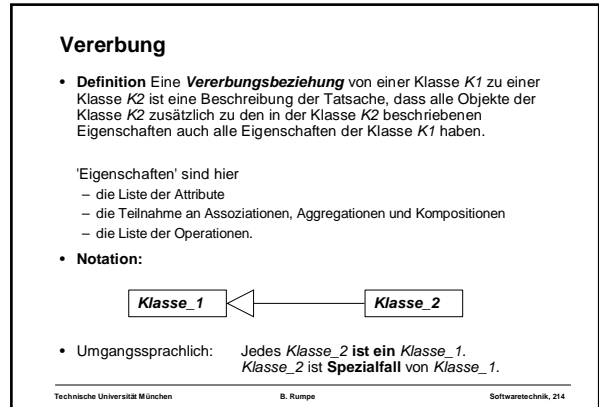 Vererbung
• Definition Eine Vererbungsbeziehung von einer Klasse K1 zu einer
Klasse K2 ist eine Beschreibung der Tatsache, dass alle Objekte der
Klasse K2 zusätzlich zu den in der Klasse K2 beschriebenen
Eigenschaften auch alle Eigenschaften der Klasse K1 haben.
'Eigenschaften' sind hier
– die Liste der Attribute
– die Teilnahme an Assoziationen, Aggregationen und Kompositionen
– die Liste der Operationen.
• Notation:
Klasse_1 Klasse_2
• Umgangssprachlich: Jedes Klasse_2 ist ein Klasse_1.
Klasse_2 ist Spezialfall von Klasse_1.
Technische Universität München B. Rumpe Softwaretechnik, 214